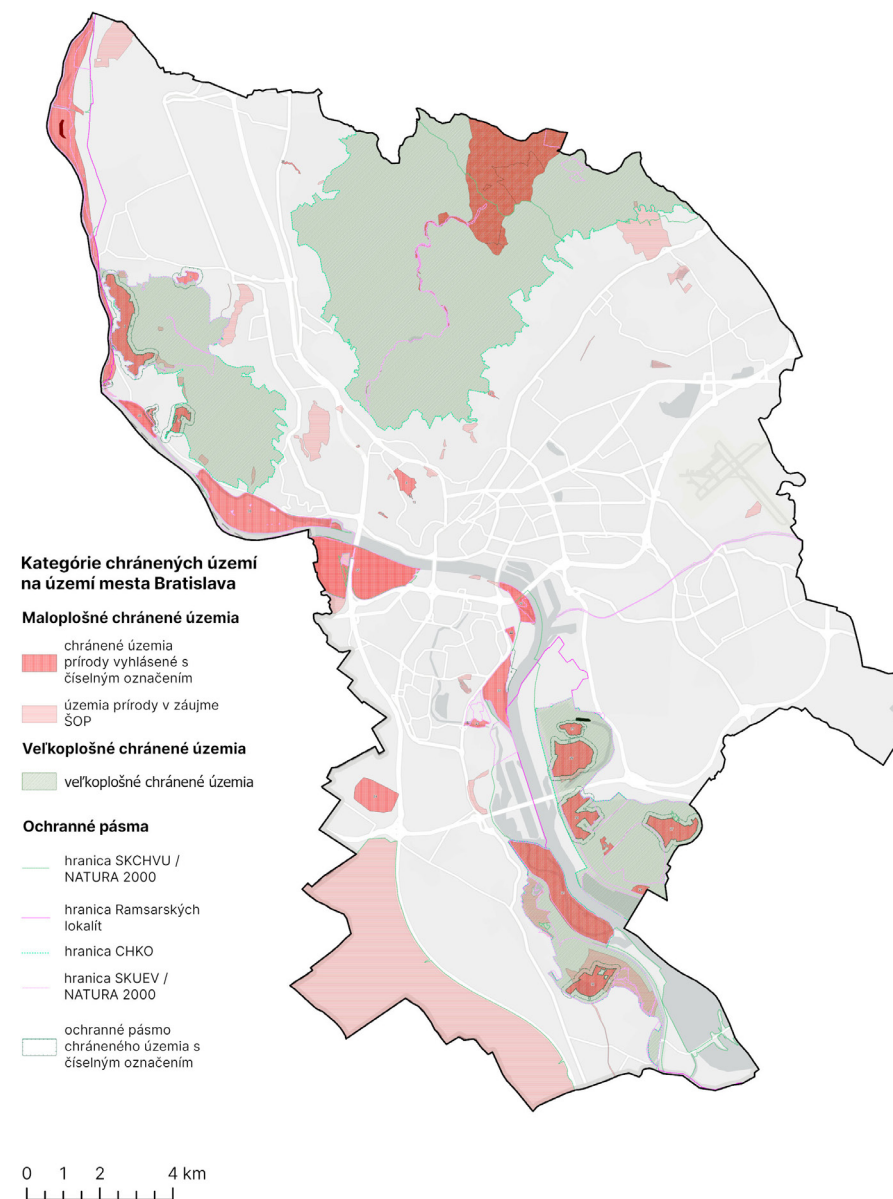 Kategórie chránených území
na území mesta Bratislava
Maloplošné chránené územia
chránené územia
prírody vyhlásené s
číselným označením
územia prírody v záujme
ŠOP
Veľkoplošné chránené územia
veľkoplošné chránené územia
Ochranné pásma
hranica SKCHVU /
NATURA 2000
hranica Ramsarských
lokalít
hranica CHKO
hranica SKUEV /
NATURA 2000
ochranné pásmo
chráneného územia s
číselným označením
0 1 2 4 km